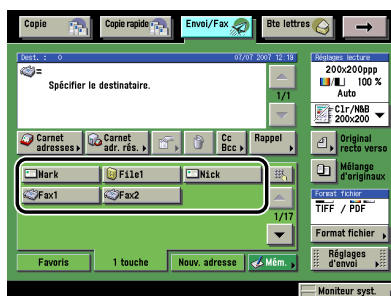 Copie
Copie rapide
Envoi/Fax
Bte lettres
Dest. : 0
07/07 2007 12:19
Spécifier le destinataire.
1/1
Réglages lecture
200x200ppp
100 %
Auto
Clr/N&B
200x200
Carnet adresses
Carnet adr. rés.
Cc
Bcc
Rappel
Original recto verso
Mark
File1
Nick
Mélange d'originaux
Fax1
Fax2
1/17
Format fichier
TIFF / PDF
Format fichier
Favoris
1 touche
Nouv. adresse
Mém.
Réglages d'envoi
Moniteur syst.